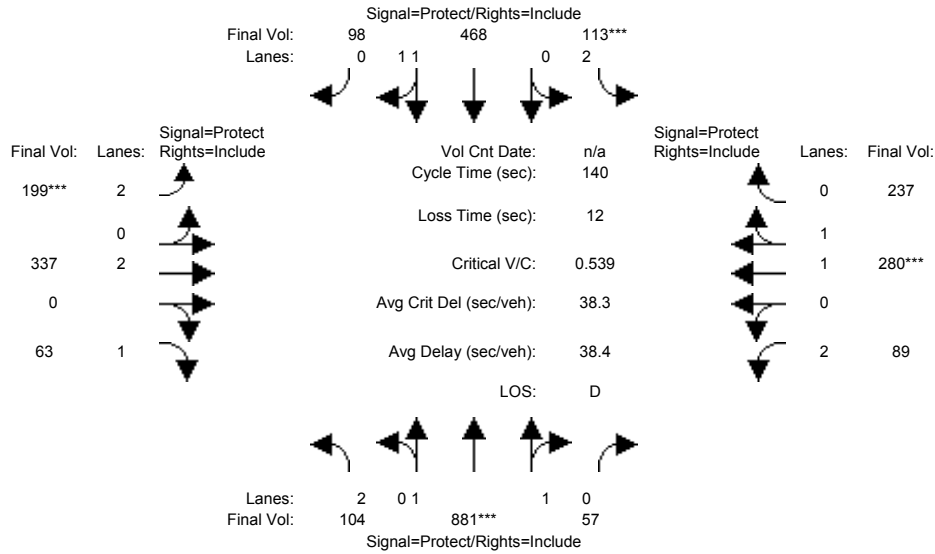 Signal=Protect/Rights=Include
Final Vol: 98 468 113***
Lanes: 0 1 1 0 2
Signal=Protect
Final Vol: Lanes: Rights=Include
Vol Cnt Date: n/a
Signal=Protect
Rights=Include Lanes: Final Vol:
Cycle Time (sec): 140
199*** 2
0 237
Loss Time (sec): 12
0
1
337 2
Critical V/C: 0.539
1 280***
0
Avg Crit Del (sec/veh): 38.3
0
63 1
Avg Delay (sec/veh): 38.4
2 89
LOS: D
Lanes: 2 0 1 1 0
Final Vol: 104 881*** 57
Signal=Protect/Rights=Include